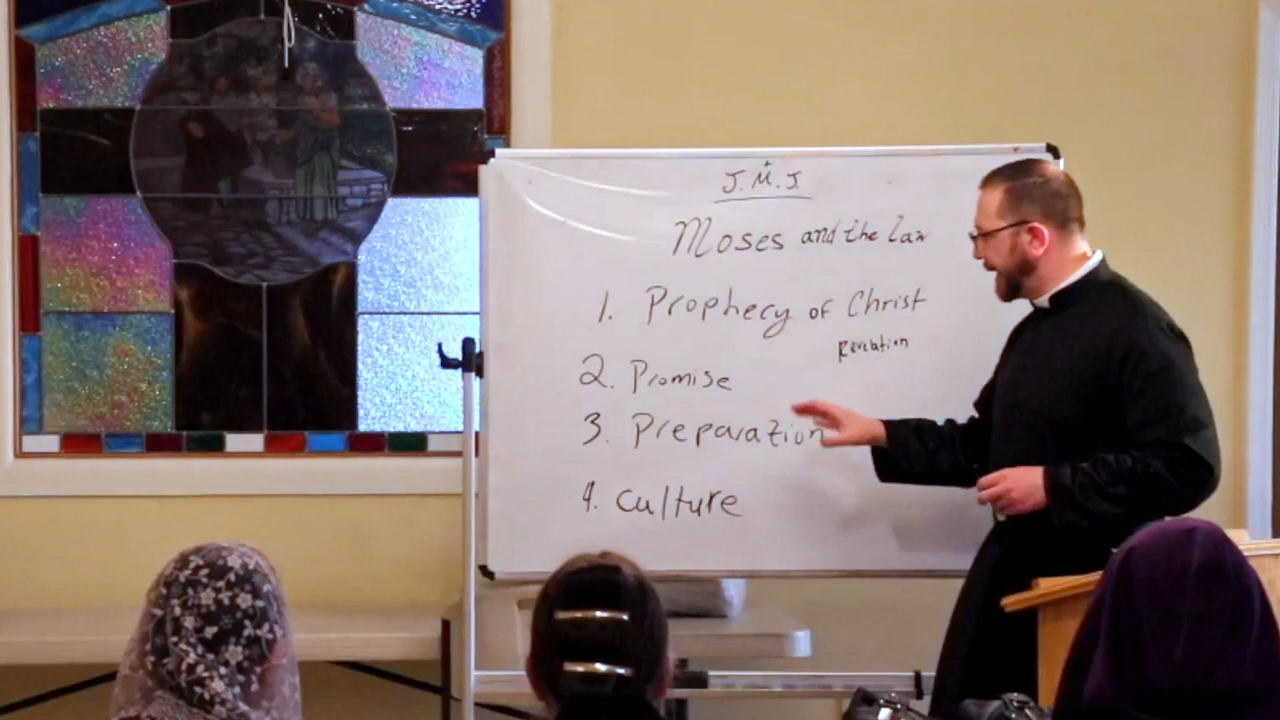 J.M.J.
Moses and the Law
1. Prophecy of Christ
Revelation
2. Promise
3. Preparation
4. Culture